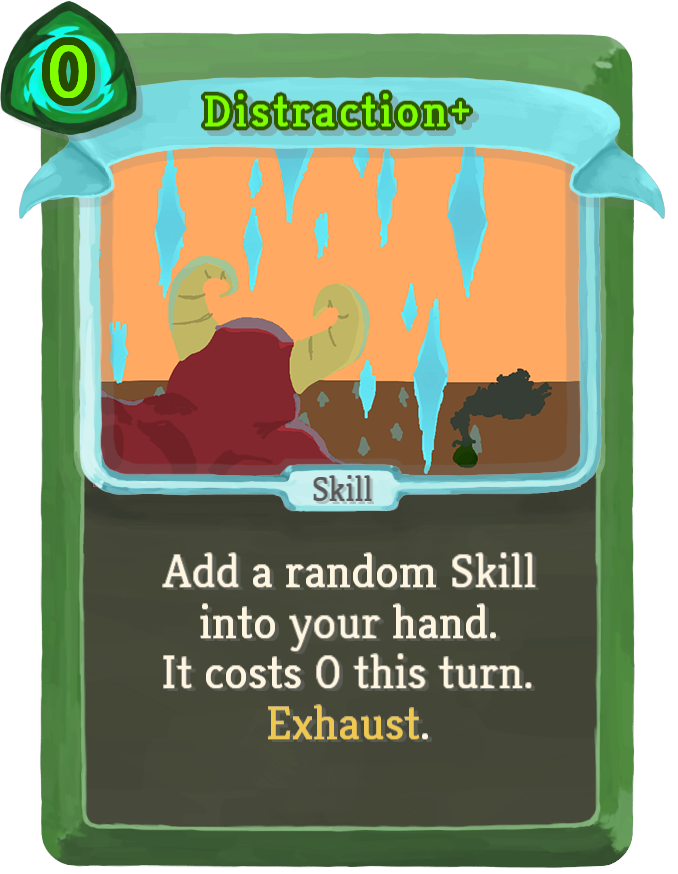 0
Distraction+
Skill
Add a random Skill
into your hand.
It costs 0 this turn.
Exhaust.